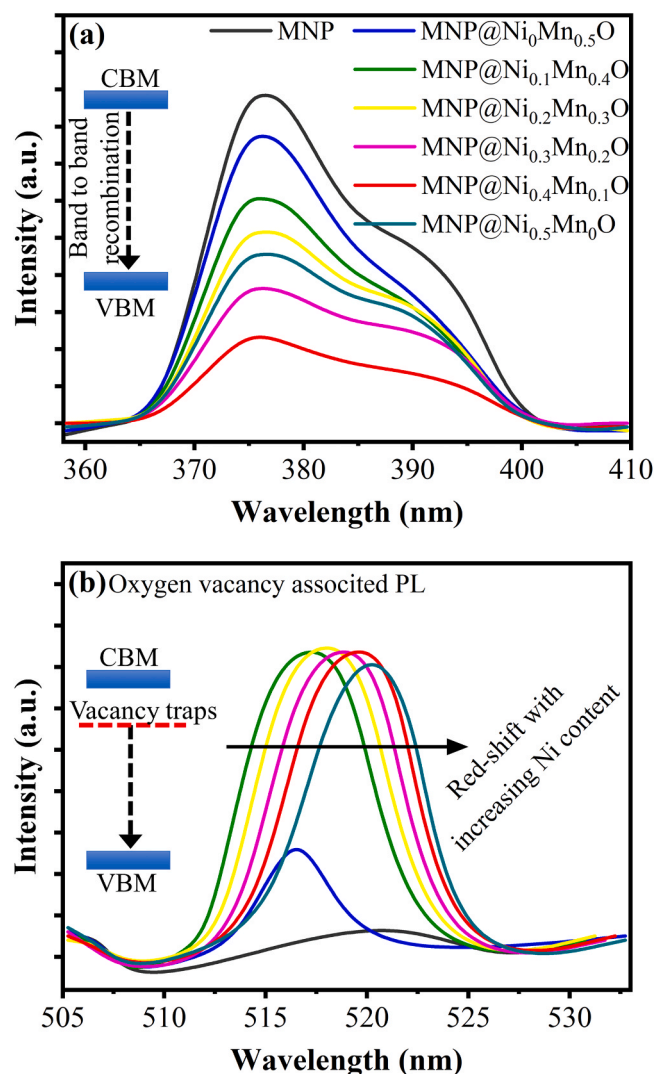 (a)
MNP
MNP@Ni₀Mn₀.₅O
MNP@Ni₀.₁Mn₀.₄O
MNP@Ni₀.₂Mn₀.₃O
MNP@Ni₀.₃Mn₀.₂O
MNP@Ni₀.₄Mn₀.₁O
MNP@Ni₀.₅Mn₀O
CBM
Band to band
recombination
VBM
Intensity (a.u.)
360 370 380 390 400 410
Wavelength (nm)
(b) Oxygen vacancy associted PL
CBM
Vacancy traps
VBM
Red-shift with
increasing Ni content
Intensity (a.u.)
505 510 515 520 525 530
Wavelength (nm)